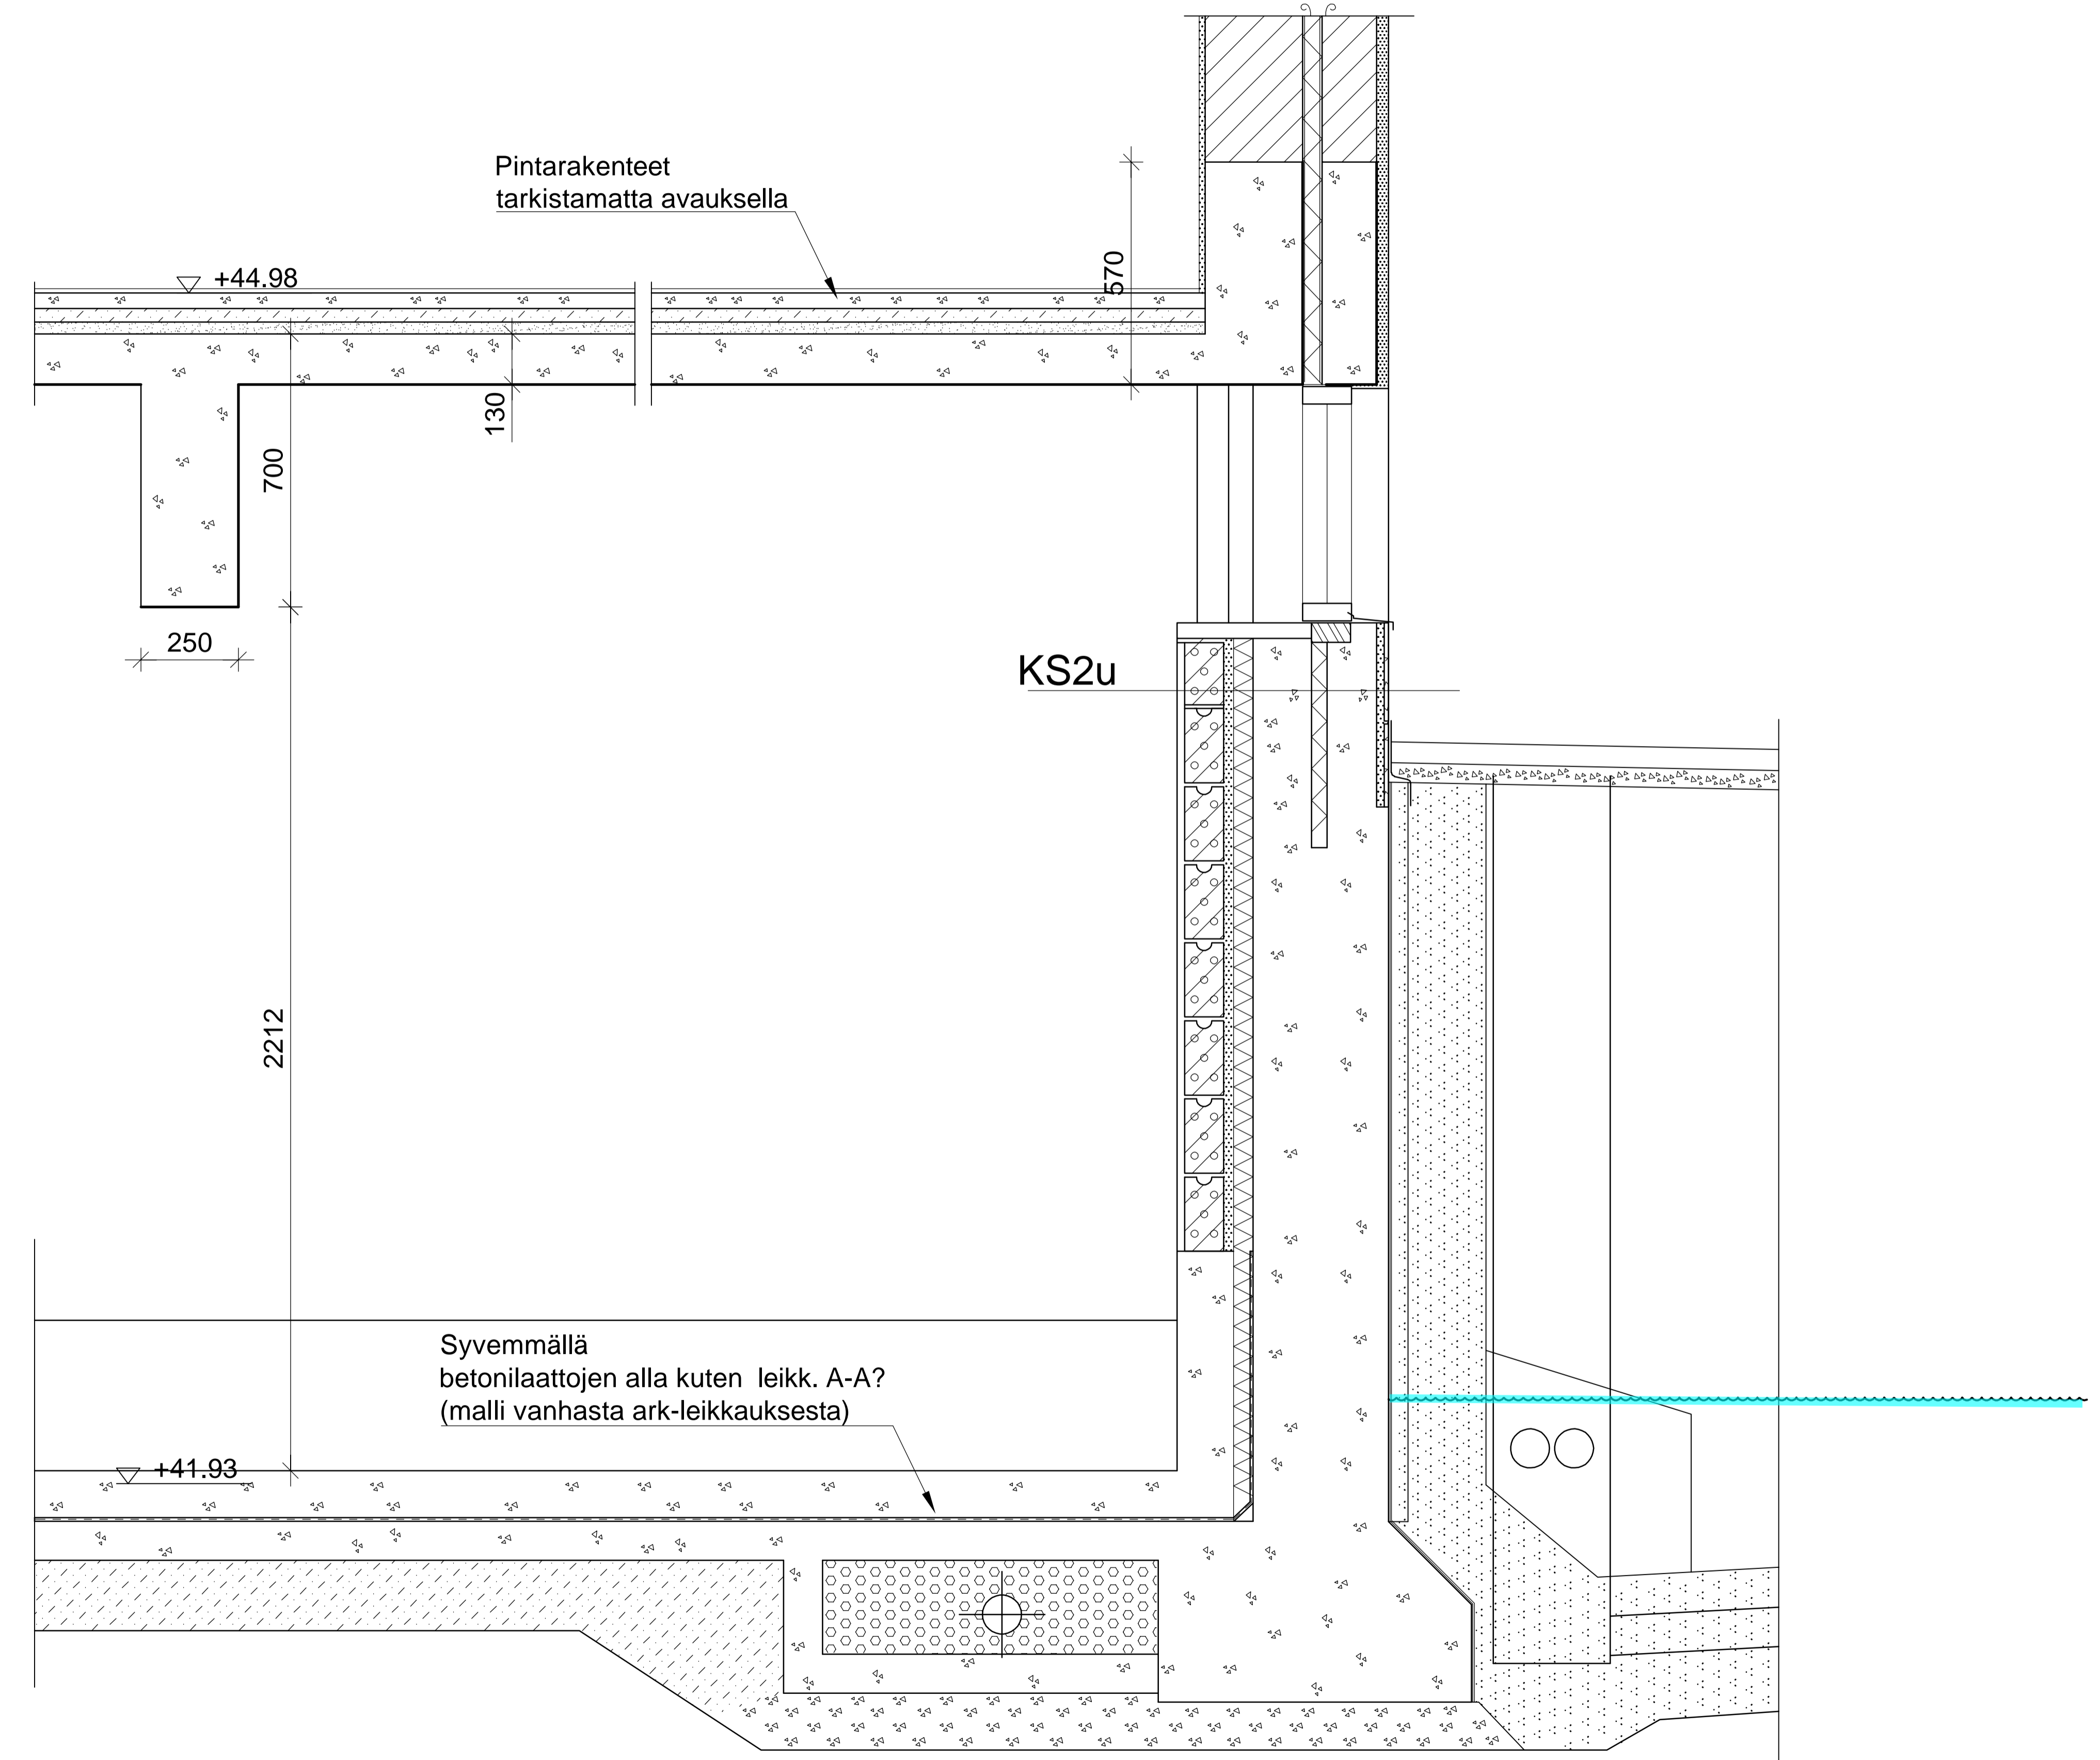 Pintarakenteet
tarkistamatta avauksella
+44.98
570
130
700
250
KS2u
2212
Syvemmällä
betonilaattojen alla kuten leikk. A-A?
(malli vanhasta ark-leikkauksesta)
+41.93